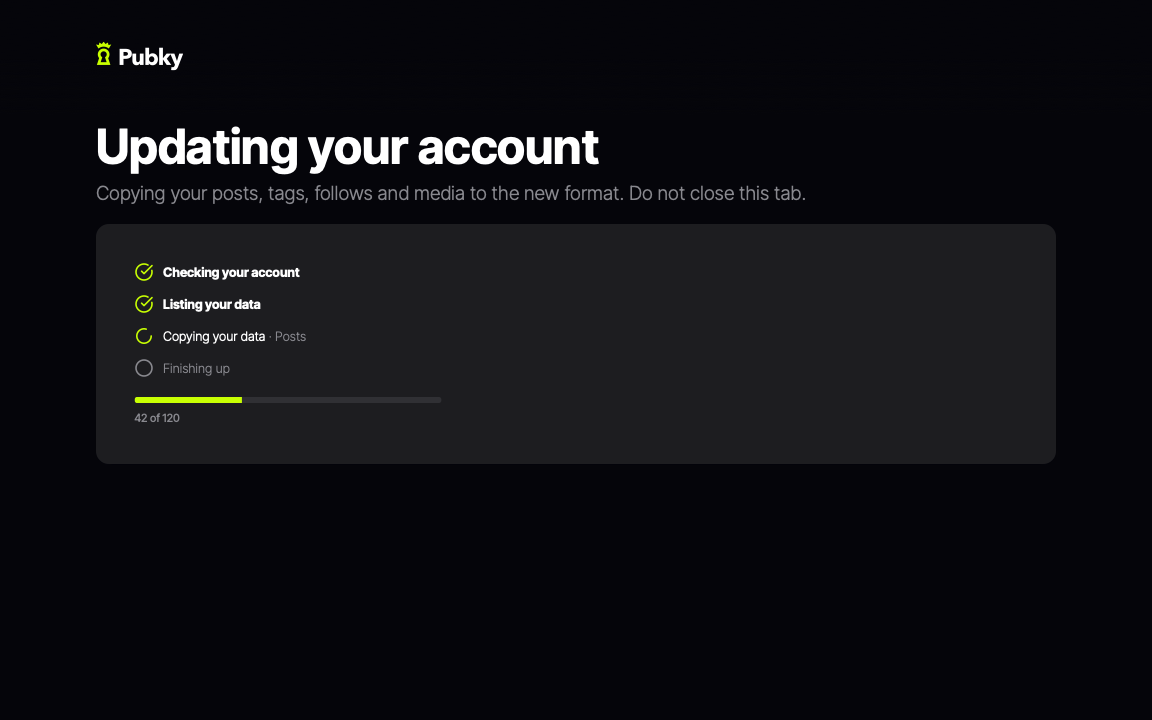 Pubky
Updating your account
Copying your posts, tags, follows and media to the new format. Do not close this tab.
Checking your account
Listing your data
Copying your data · Posts
Finishing up
42 of 120